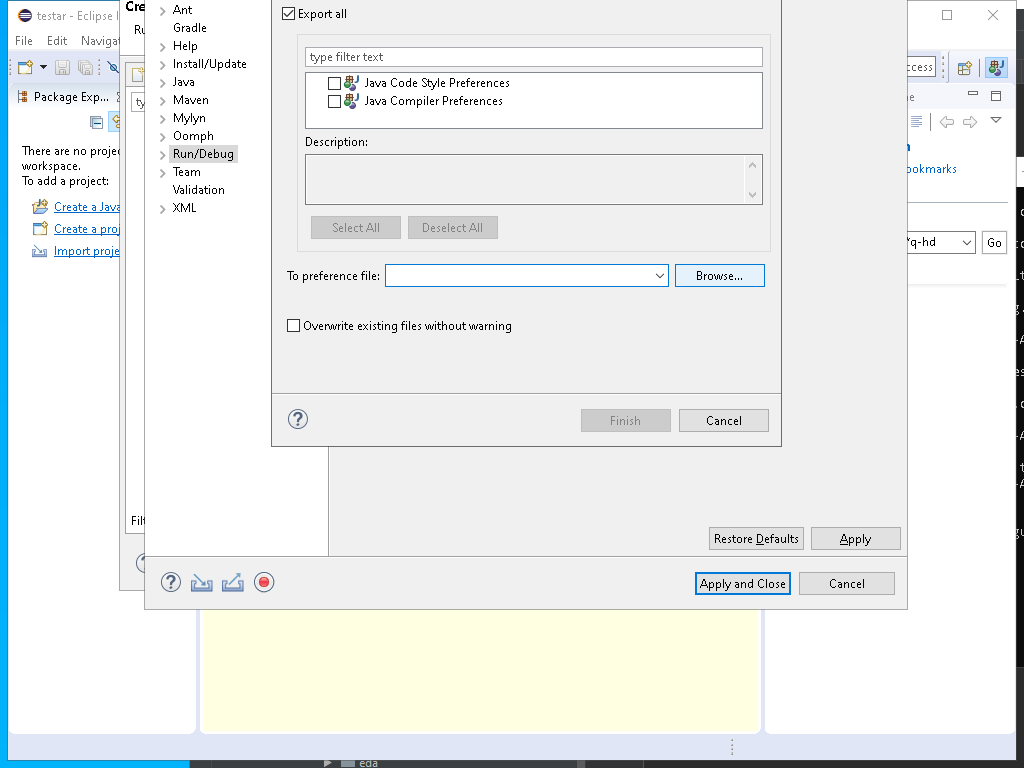 testar - Eclipse I
File Edit Navigat
Package Exp...
There are no projec
workspace.
To add a project:
Create a Java
Create a proj
Import proje
Cre
Ru
ty
Filt
Ant
Gradle
Help
Install/Update
Java
Maven
Mylyn
Oomph
Run/Debug
Team
Validation
XML
Export all
type filter text
Java Code Style Preferences
Java Compiler Preferences
Description:
Select All Deselect All
To preference file: Browse...
Overwrite existing files without warning
Finish Cancel
Restore Defaults Apply
Apply and Close Cancel
ccess
ookmarks
q-hd Go
eda